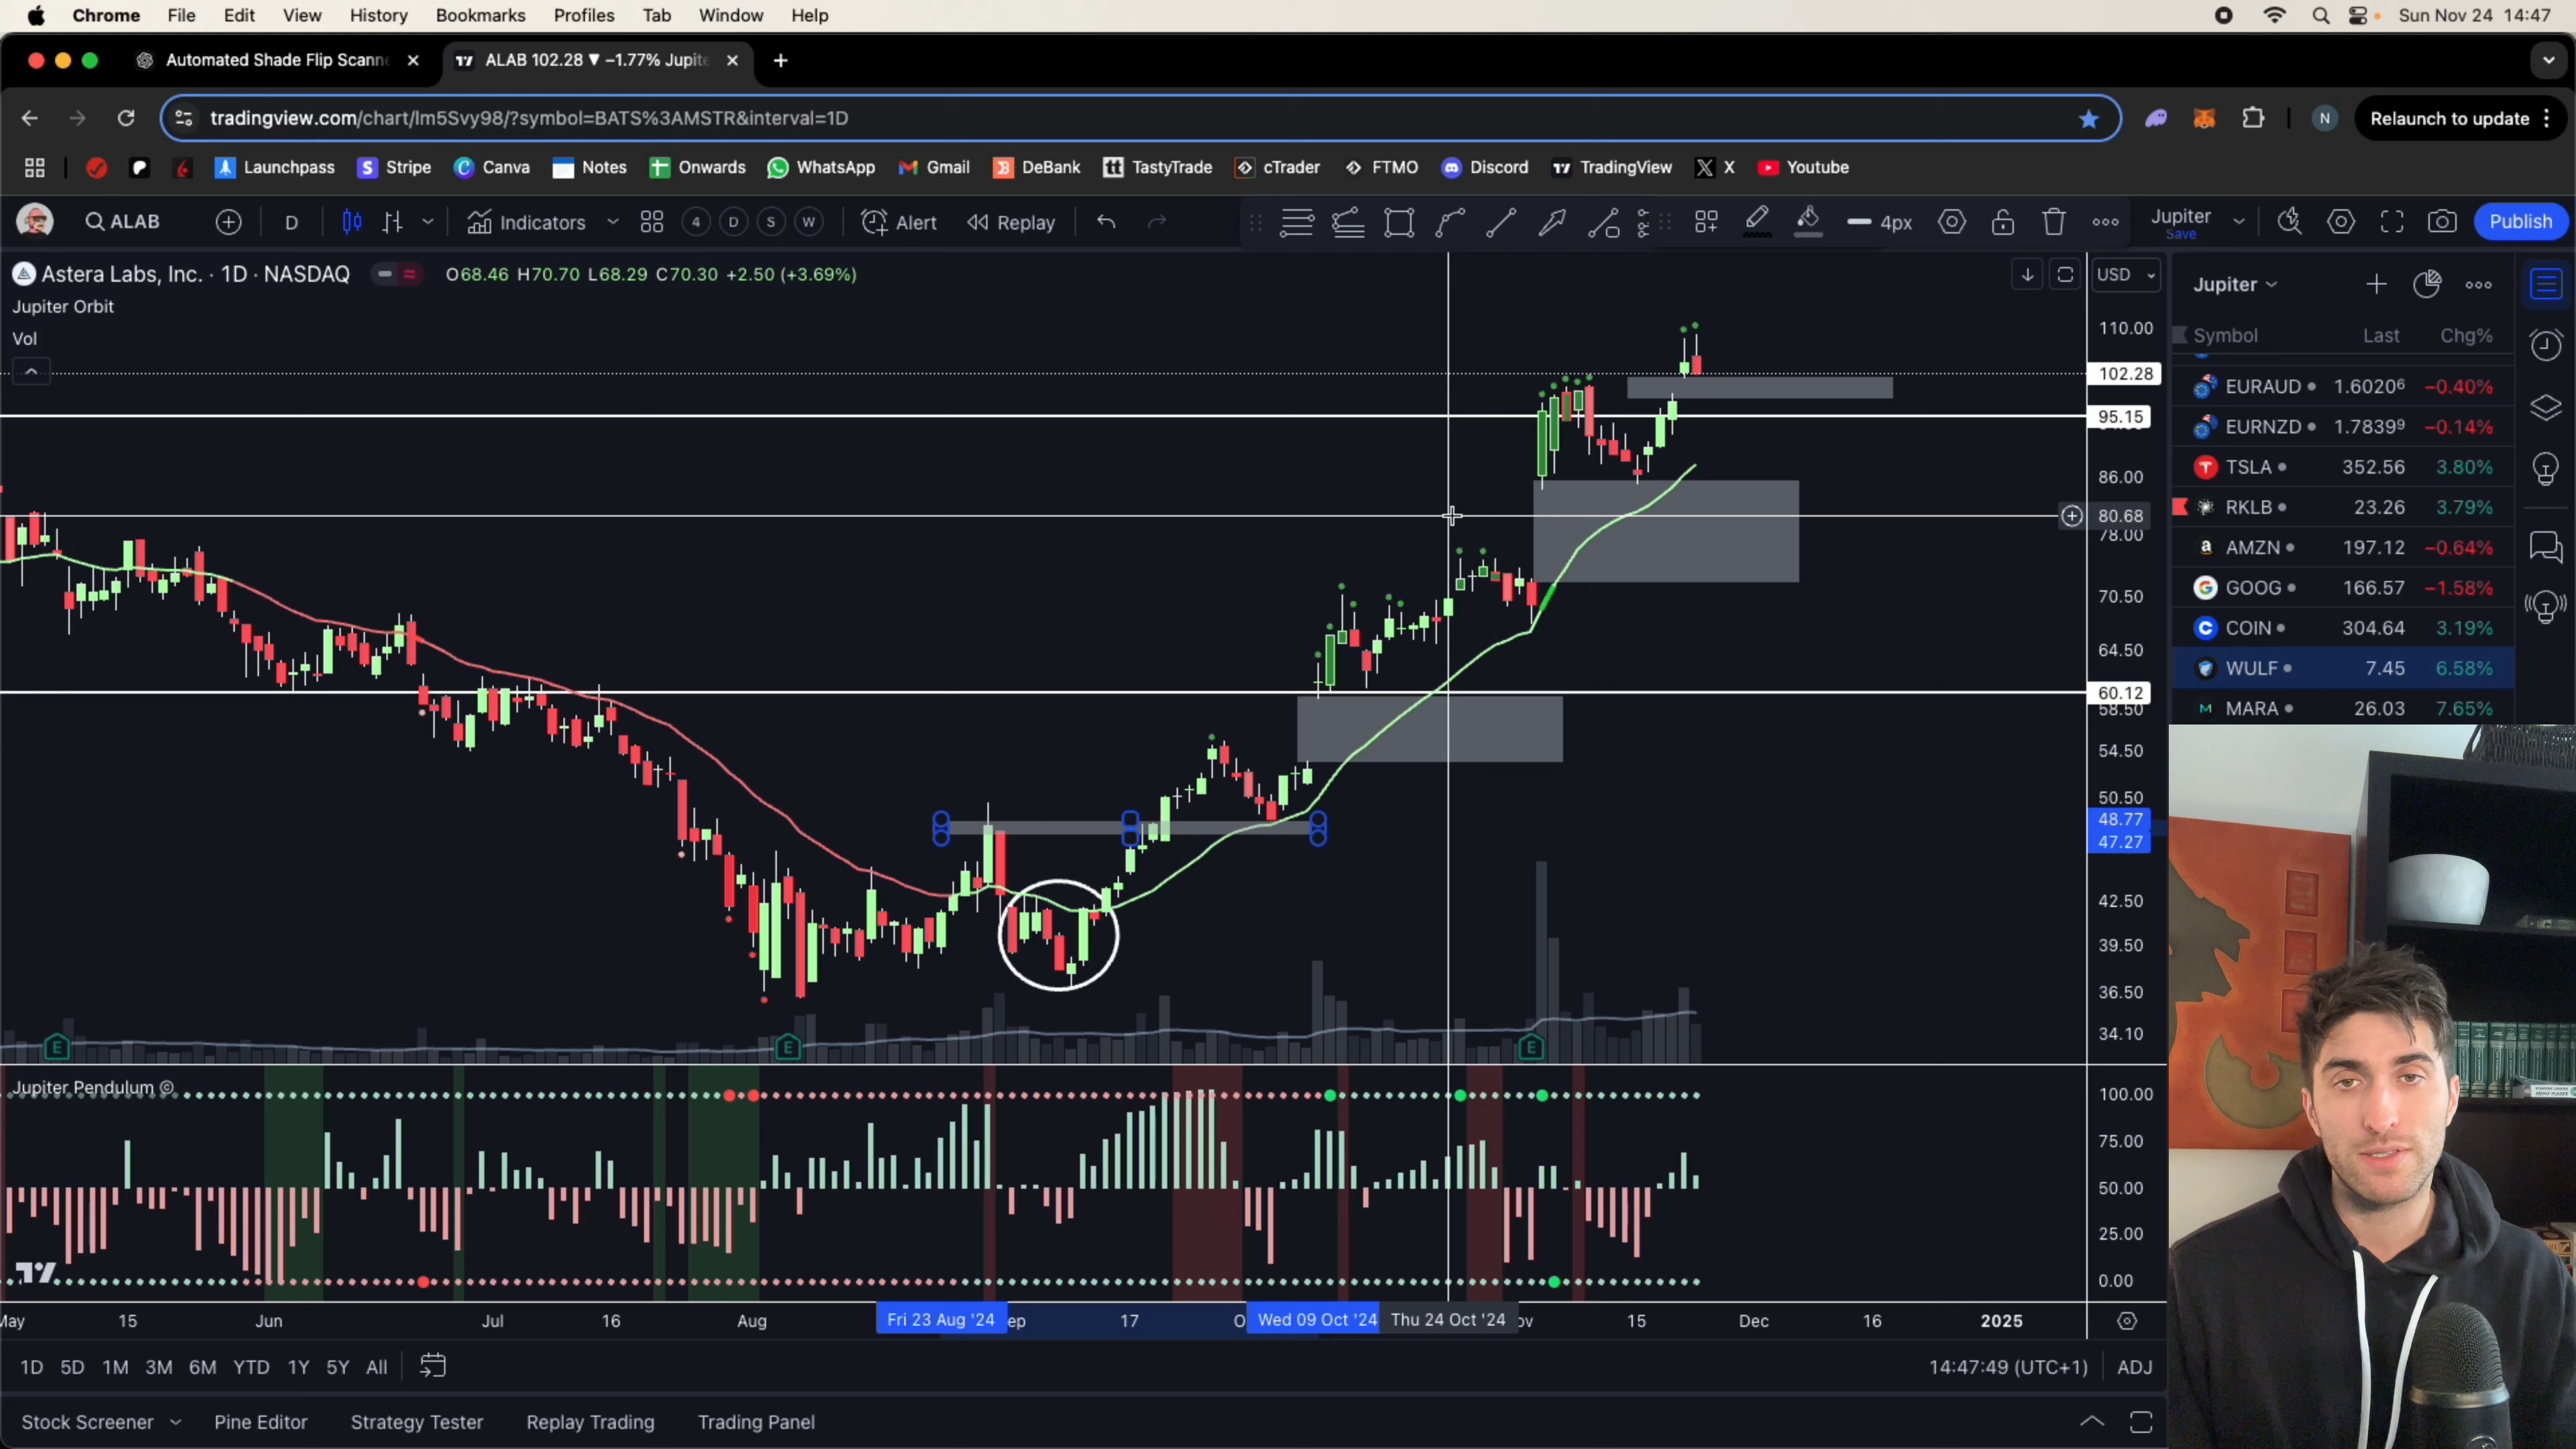 Chrome File Edit View History Bookmarks Profiles Tab Window Help Sun Nov 24 14:47
Automated Shade Flip Scann ALAB 102.28 ▼ −1.77% Jupit
tradingview.com/chart/lm5Svy98/?symbol=BATS%3AMSTR&interval=1D N Relaunch to update
Launchpass Stripe Canva Notes Onwards WhatsApp Gmail DeBank TastyTrade cTrader FTMO Discord TradingView X Youtube
ALAB D Indicators 4 D S W Alert Replay 4px Jupiter Save Publish
Astera Labs, Inc. · 1D · NASDAQ O68.46 H70.70 L68.29 C70.30 +2.50 (+3.69%) USD
Jupiter Orbit
Vol
110.00
102.28
95.15
86.00
80.68
78.00
70.50
64.50
60.12
58.50
54.50
50.50
48.77
47.27
42.50
39.50
36.50
34.10
E E E
Jupiter
Symbol Last Chg%
EURAUD 1.60206 −0.40%
EURNZD 1.78399 −0.14%
TSLA 352.56 3.80%
RKLB 23.26 3.79%
AMZN 197.12 −0.64%
GOOG 166.57 −1.58%
COIN 304.64 3.19%
WULF 7.45 6.58%
MARA 26.03 7.65%
Jupiter Pendulum ©
100.00
75.00
50.00
25.00
0.00
May 15 Jun Jul 16 Aug Fri 23 Aug '24 ep 17 O Wed 09 Oct '24 Thu 24 Oct '24 ov 15 Dec 16 2025
1D 5D 1M 3M 6M YTD 1Y 5Y All 14:47:49 (UTC+1) ADJ
Stock Screener Pine Editor Strategy Tester Replay Trading Trading Panel